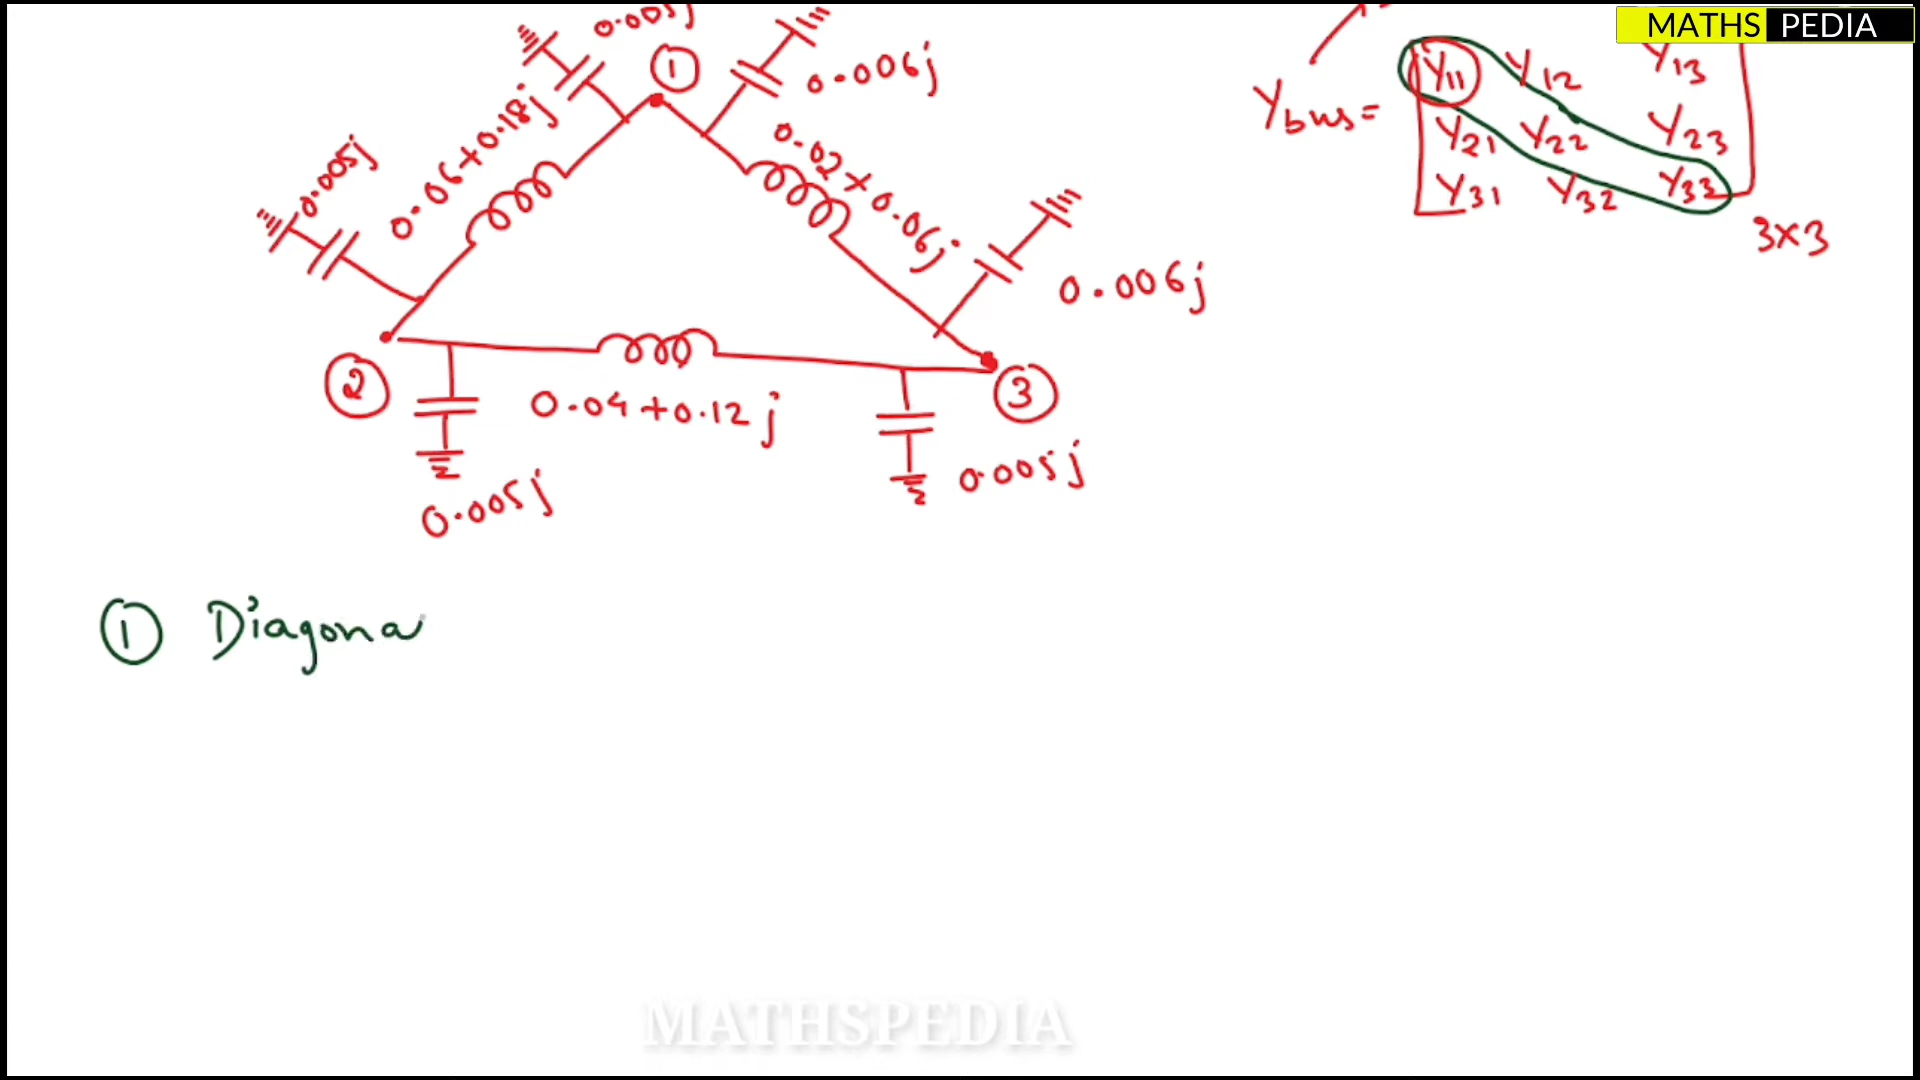 MATHS PEDIA
0.005j
1
0.006j
0.06+0.18j
0.005j
0.02+0.06j
0.006j
2
0.04+0.12j
3
0.005j
0.005j
Ybus=
Y11 Y12 Y13
Y21 Y22 Y23
Y31 Y32 Y33
3×3
1 Diagona
MATHSPEDIA